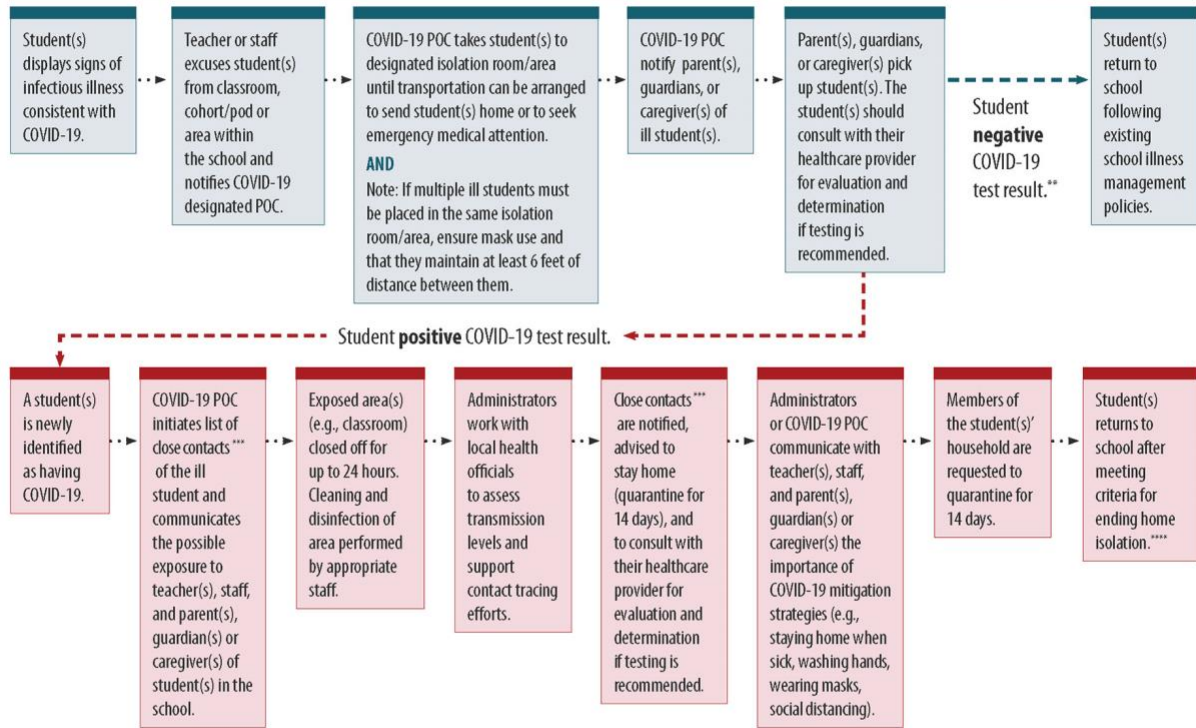 Student(s)
displays signs of
infectious illness
consistent with
COVID-19.
Teacher or staff
excuses student(s)
from classroom,
cohort/pod or
area within
the school and
notifies COVID-19
designated POC.
COVID-19 POC takes student(s) to
designated isolation room/area
until transportation can be arranged
to send student(s) home or to seek
emergency medical attention.
AND
Note: If multiple ill students must
be placed in the same isolation
room/area, ensure mask use and
that they maintain at least 6 feet of
distance between them.
COVID-19 POC
notify parent(s),
guardians, or
caregiver(s) of
ill student(s).
Parent(s), guardians,
or caregiver(s) pick
up student(s). The
student(s) should
consult with their
healthcare provider
for evaluation and
determination
if testing is
recommended.
Student
negative
COVID-19
test result.**
Student(s)
return to
school
following
existing
school illness
management
policies.
Student positive COVID-19 test result.
A student(s)
is newly
identified
as having
COVID-19.
COVID-19 POC
initiates list of
close contacts***
of the ill
student and
communicates
the possible
exposure to
teacher(s), staff,
and parent(s),
guardian(s) or
caregiver(s) of
student(s) in the
school.
Exposed area(s)
(e.g., classroom)
closed off for
up to 24 hours.
Cleaning and
disinfection of
area performed
by appropriate
staff.
Administrators
work with
local health
officials
to assess
transmission
levels and
support
contact tracing
efforts.
Close contacts***
are notified,
advised to
stay home
(quarantine for
14 days), and
to consult with
their healthcare
provider for
evaluation and
determination
if testing is
recommended.
Administrators
or COVID-19 POC
communicate with
teacher(s), staff,
and parent(s),
guardian(s) or
caregiver(s) the
importance of
COVID-19 mitigation
strategies (e.g.,
staying home when
sick, washing hands,
wearing masks,
social distancing).
Members of
the student(s)'
household are
requested to
quarantine for
14 days.
Student(s)
returns to
school after
meeting
criteria for
ending home
isolation.****